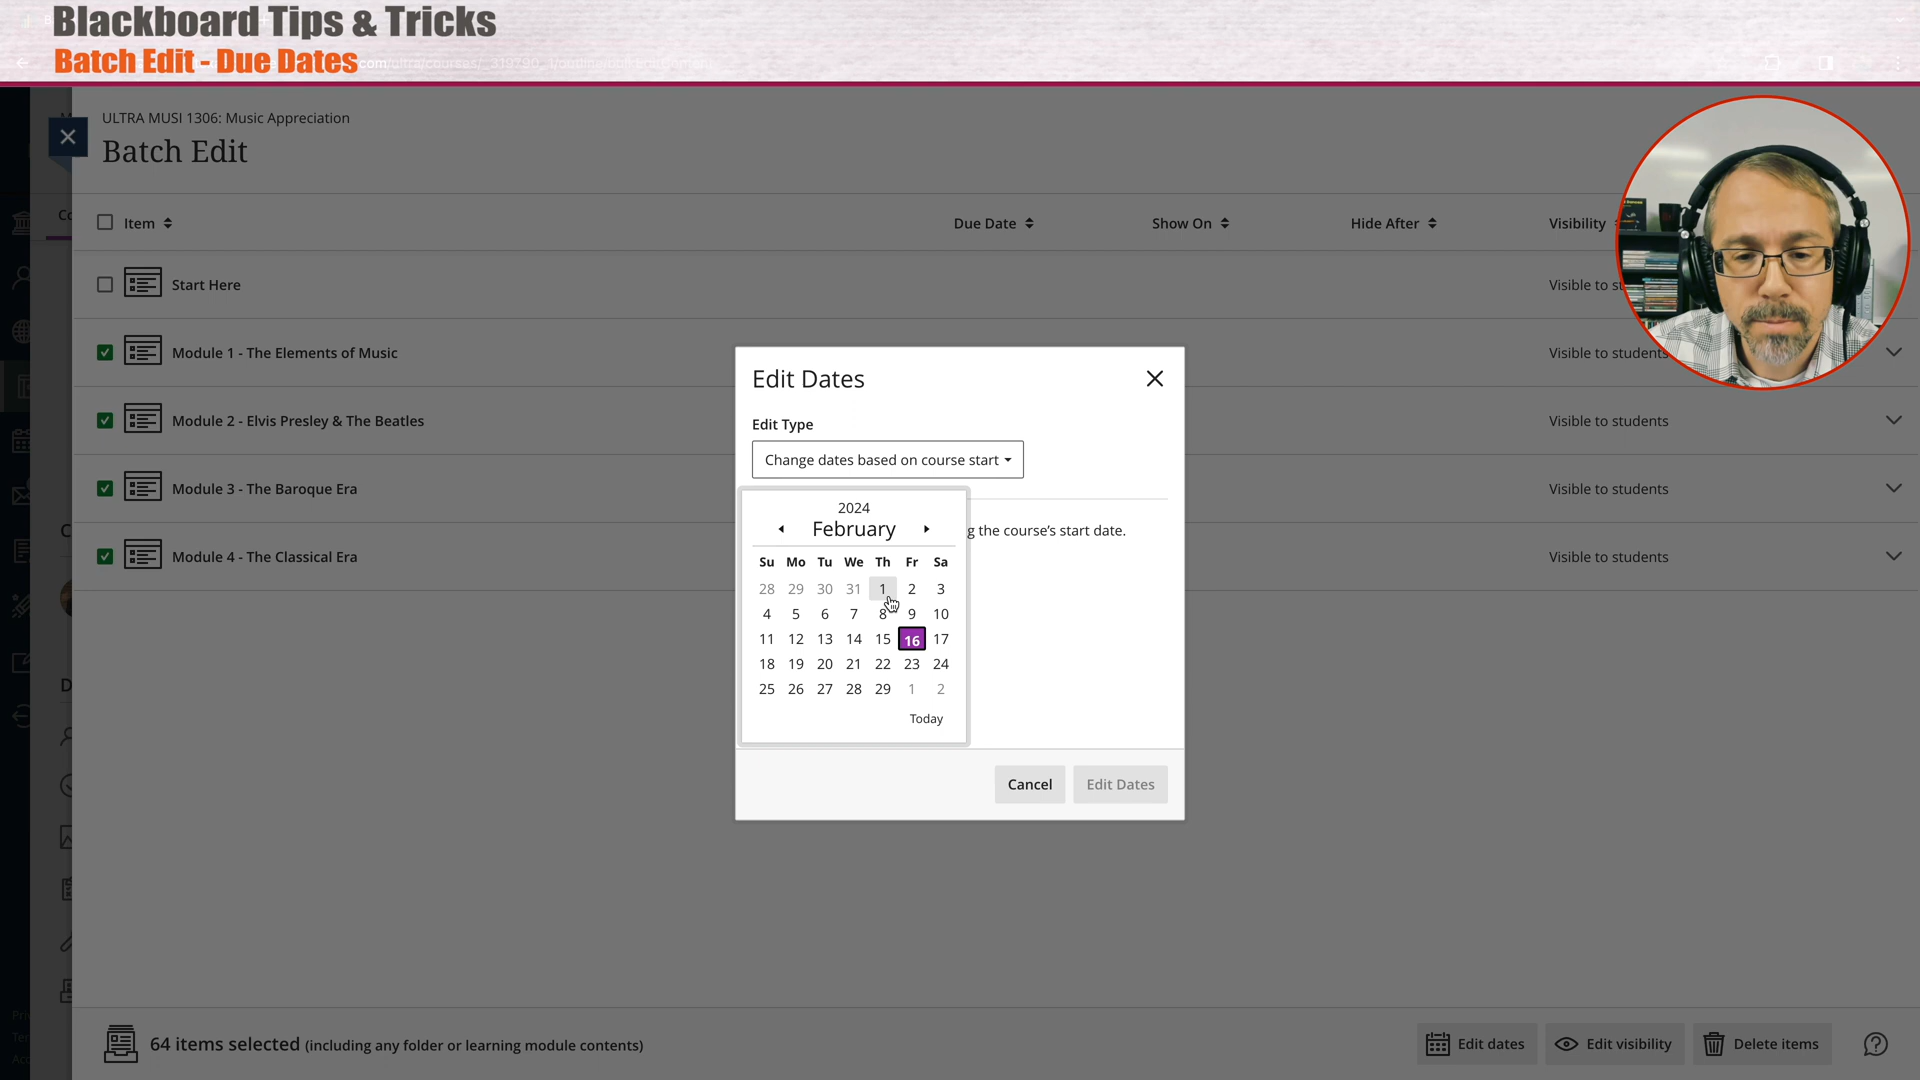 Blackboard Tips & Tricks
Batch Edit - Due Dates
ULTRA MUSI 1306: Music Appreciation
Batch Edit
Item Due Date Show On Hide After Visibility
Start Here Visible to
Module 1 - The Elements of Music Visible to students
Module 2 - Elvis Presley & The Beatles Visible to students
Module 3 - The Baroque Era Visible to students
Module 4 - The Classical Era Visible to students
Edit Dates
Edit Type
Change dates based on course start
2024
February
g the course's start date.
Su Mo Tu We Th Fr Sa
28 29 30 31 1 2 3
4 5 6 7 8 9 10
11 12 13 14 15 16 17
18 19 20 21 22 23 24
25 26 27 28 29 1 2
Today
Cancel Edit Dates
64 items selected (including any folder or learning module contents)
Edit dates Edit visibility Delete items